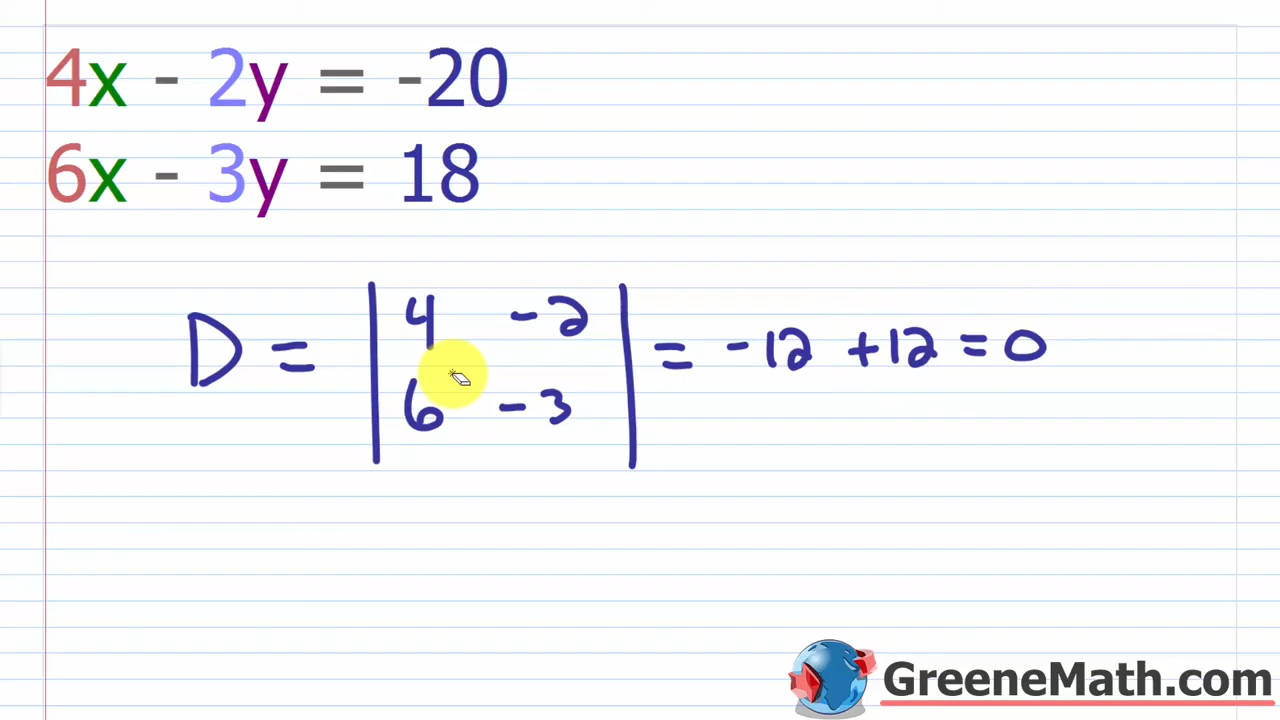 4x - 2y = -20
6x - 3y = 18
D = | 4 -2 | = -12 +12 = 0
| 6 -3 |
GreeneMath.com